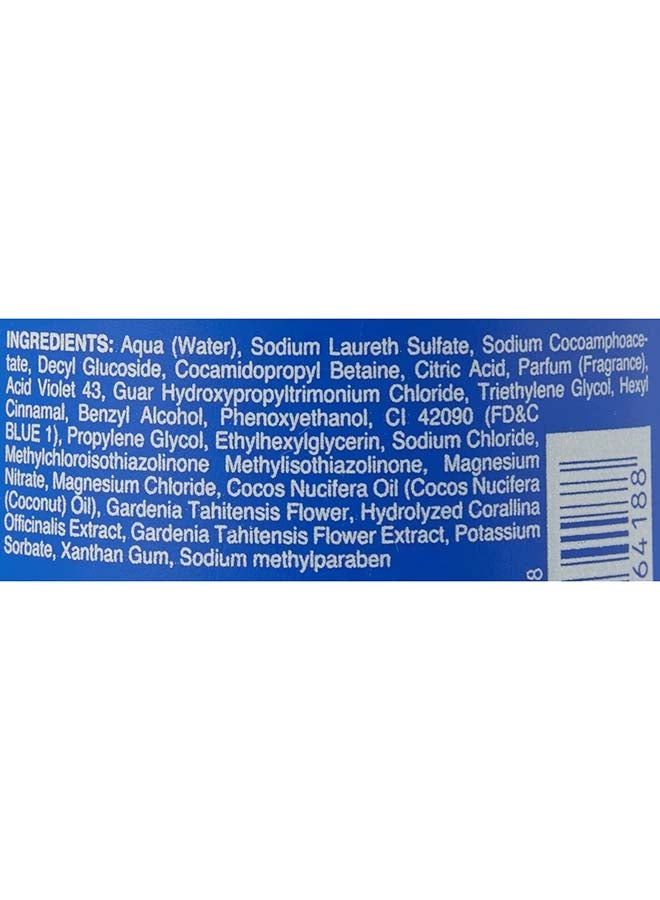 INGREDIENTS: Aqua (Water), Sodium Laureth Sulfate, Sodium Cocoamphoace-
tate, Decyl Glucoside, Cocamidopropyl Betaine, Citric Acid, Parfum (Fragrance),
Acid Violet 43, Guar Hydroxypropyltrimonium Chloride, Triethylene Glycol, Hexyl
Cinnamal, Benzyl Alcohol, Phenoxyethanol, CI 42090 (FD&C
BLUE 1), Propylene Glycol, Ethylhexylglycerin, Sodium Chloride,
Methylchloroisothiazolinone Methylisothiazolinone, Magnesium
Nitrate, Magnesium Chloride, Cocos Nucifera Oil (Cocos Nucifera
(Coconut) Oil), Gardenia Tahitensis Flower, Hydrolyzed Corallina
Officinalis Extract, Gardenia Tahitensis Flower Extract, Potassium
Sorbate, Xanthan Gum, Sodium methylparaben
8
64188